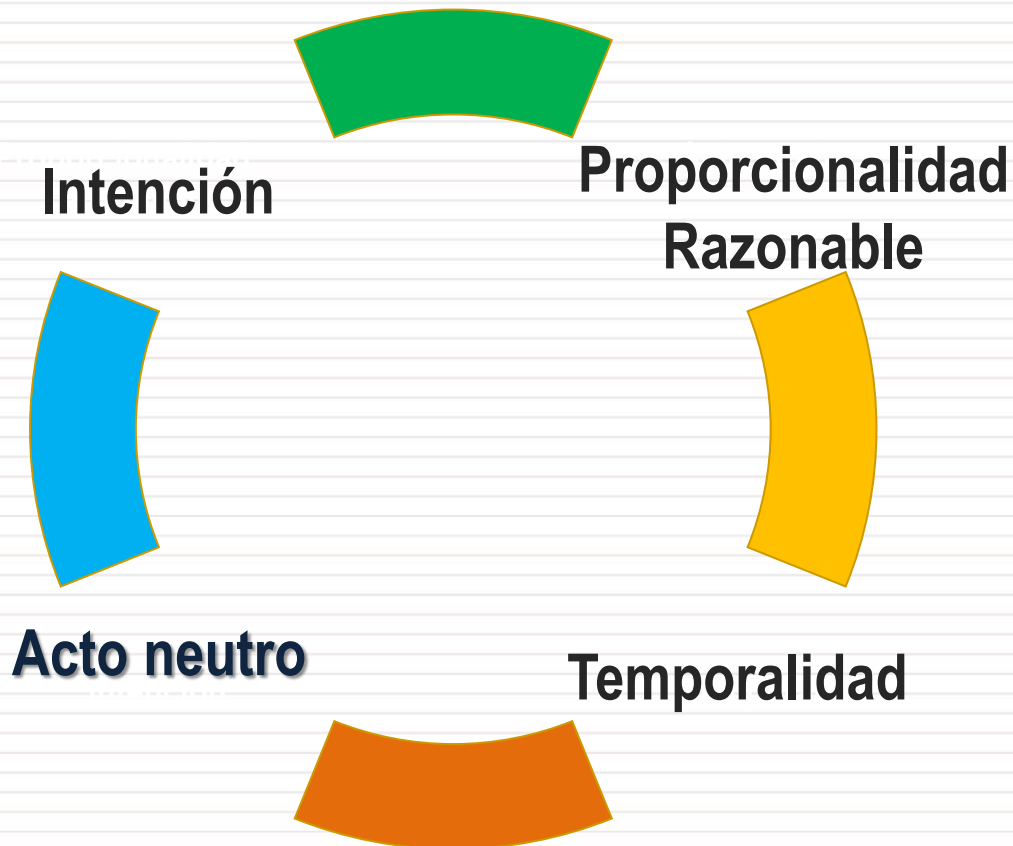 Intención
Proporcionalidad
Razonable
Acto neutro
Temporalidad